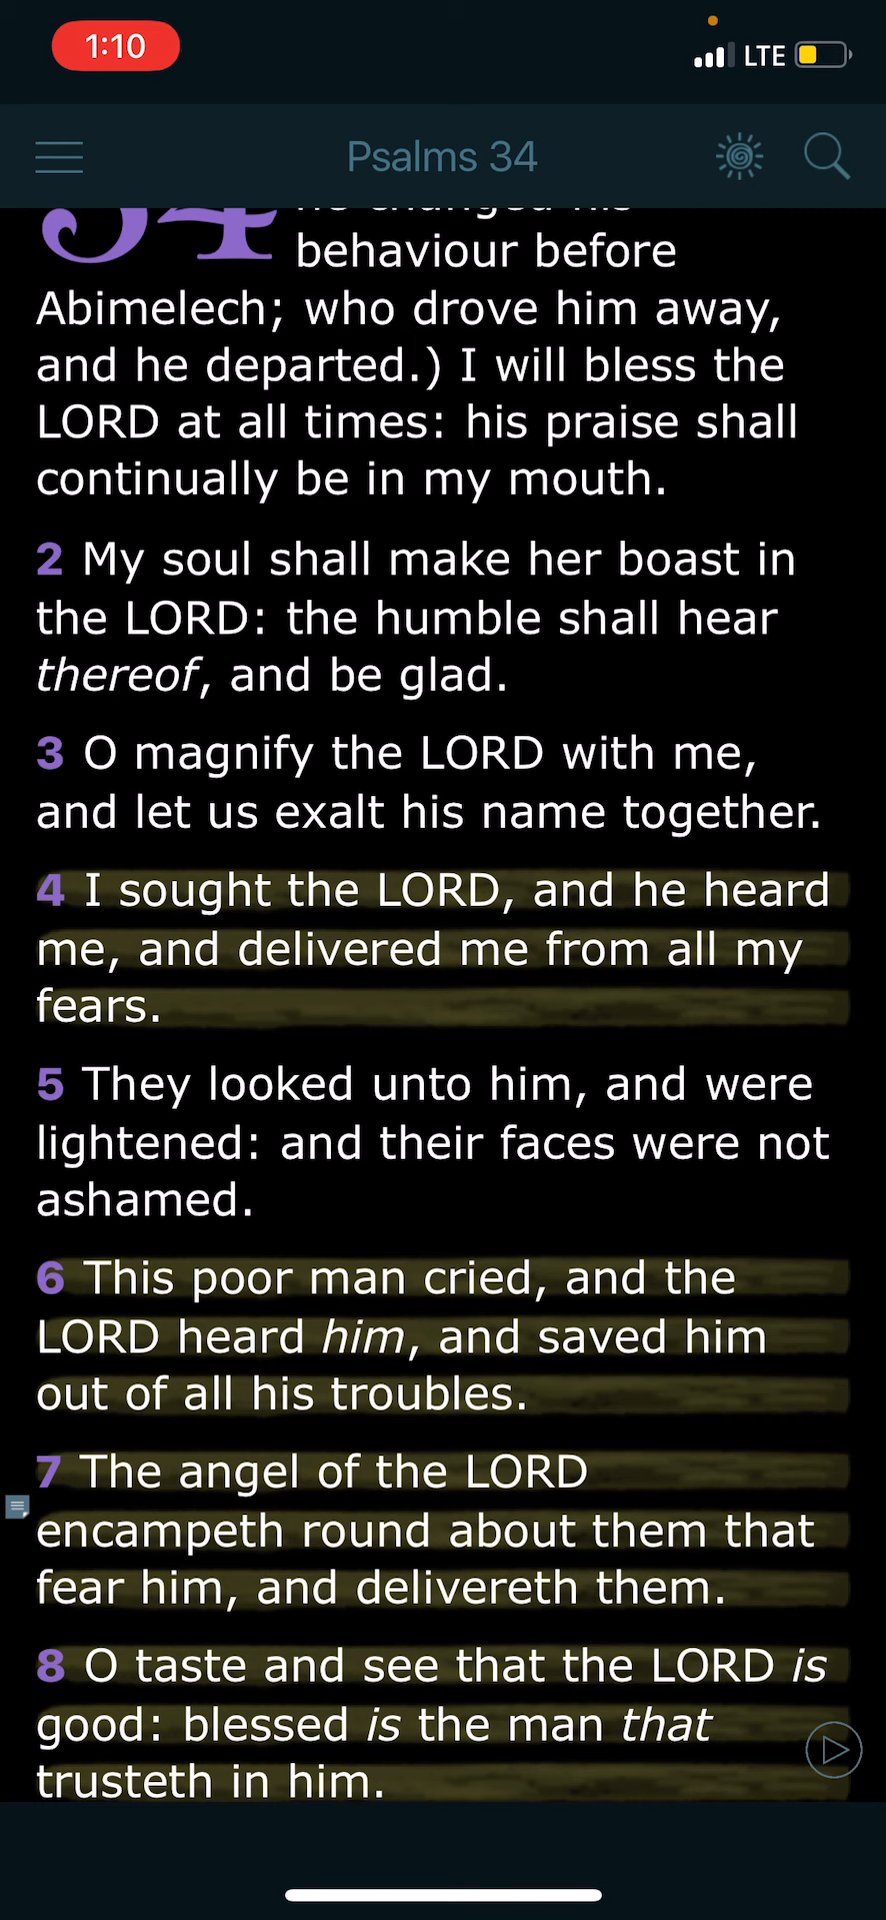 1:10
LTE
Psalms 34
34 he changed his
behaviour before
Abimelech; who drove him away,
and he departed.) I will bless the
LORD at all times: his praise shall
continually be in my mouth.
2 My soul shall make her boast in
the LORD: the humble shall hear
thereof, and be glad.
3 O magnify the LORD with me,
and let us exalt his name together.
4 I sought the LORD, and he heard
me, and delivered me from all my
fears.
5 They looked unto him, and were
lightened: and their faces were not
ashamed.
6 This poor man cried, and the
LORD heard him, and saved him
out of all his troubles.
7 The angel of the LORD
encampeth round about them that
fear him, and delivereth them.
8 O taste and see that the LORD is
good: blessed is the man that
trusteth in him.